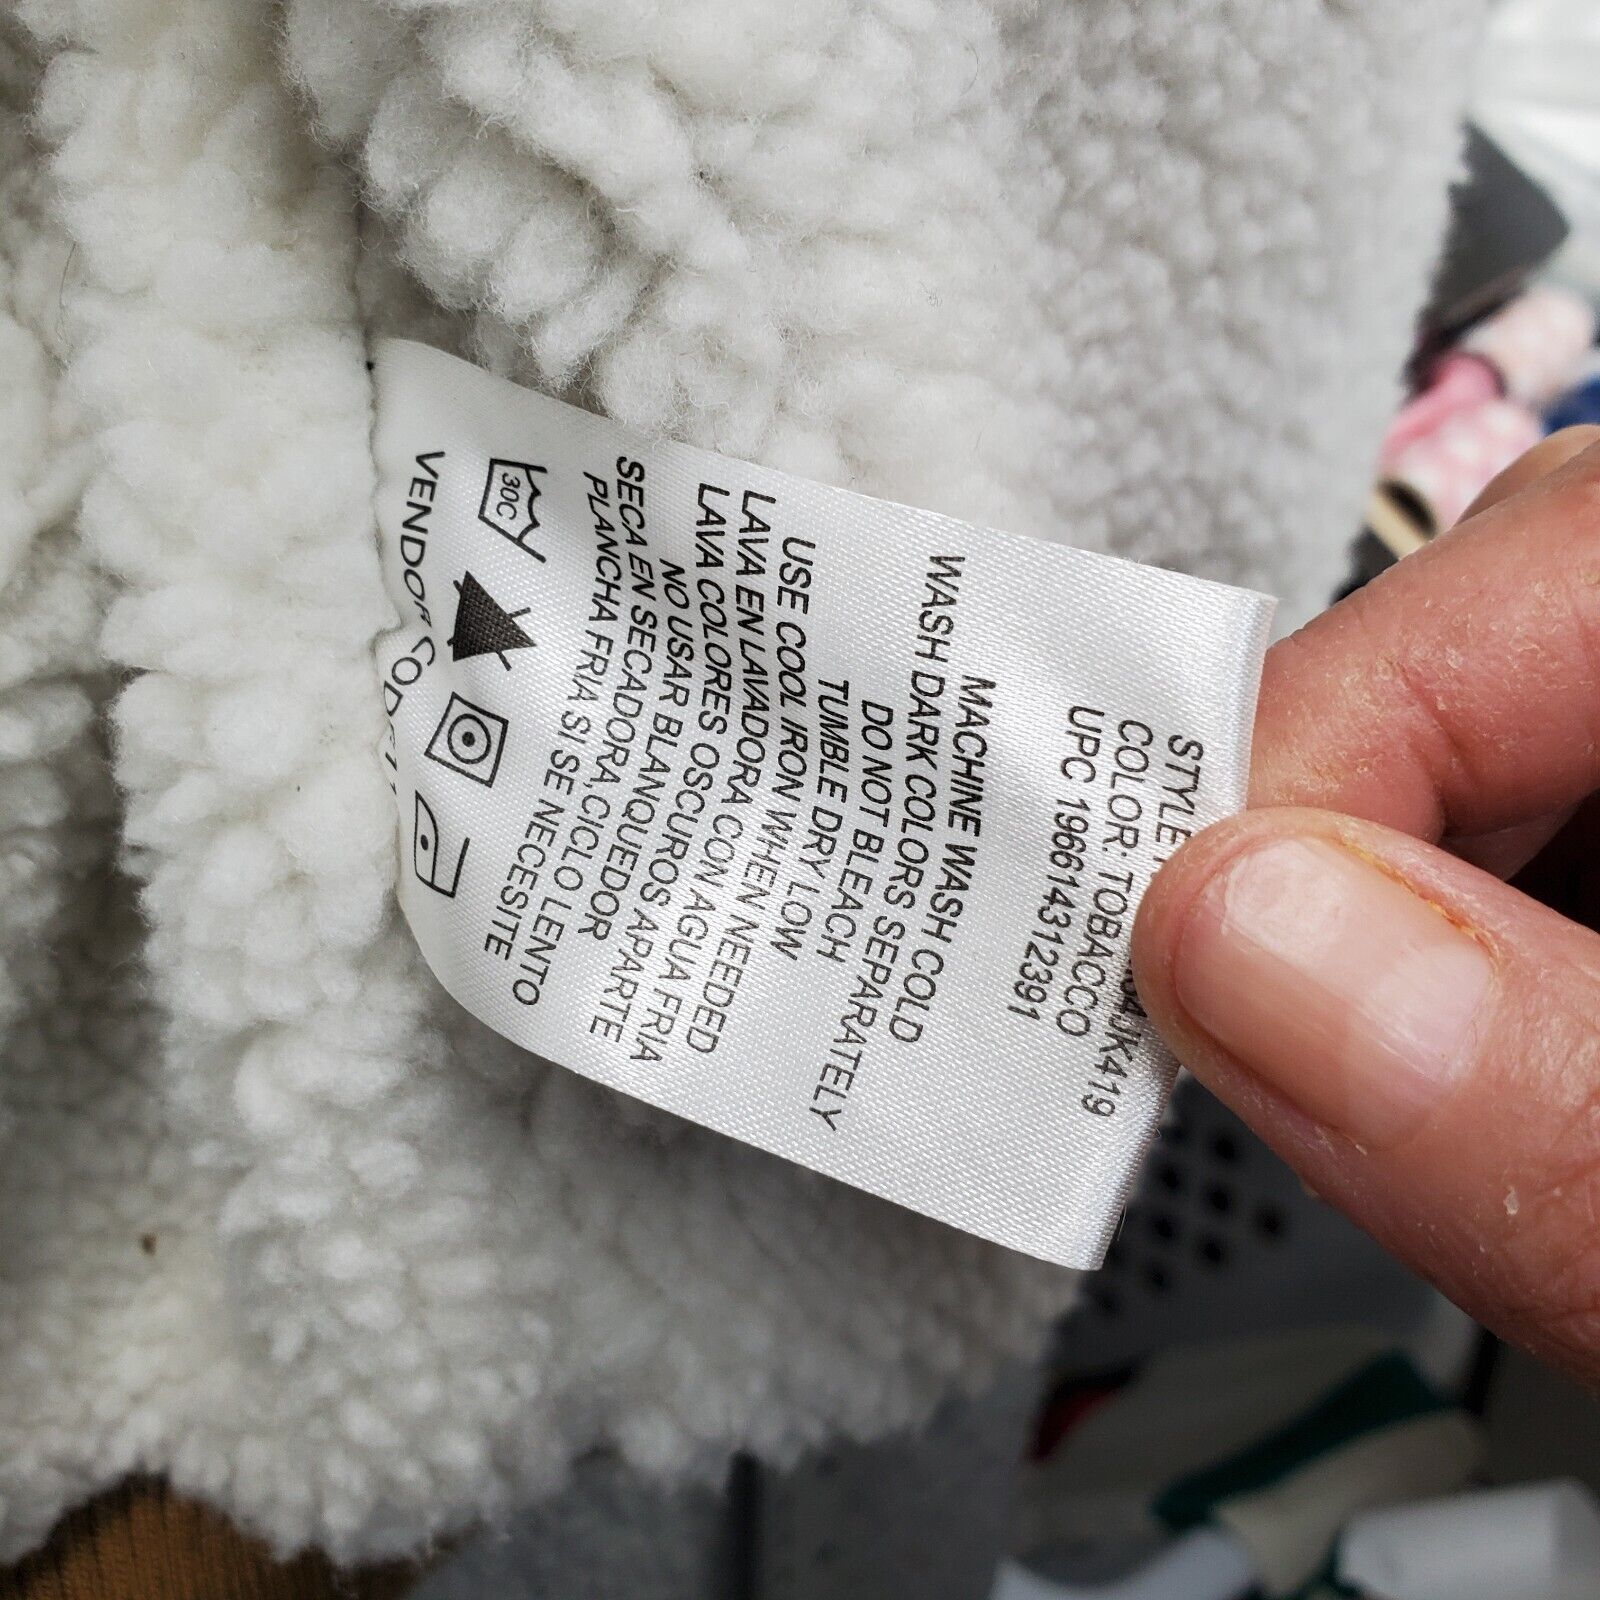 STYLE
COLOR: TOBACCO
UPC 196614312391
MACHINE WASH COLD
WASH DARK COLORS SEPARATELY
DO NOT BLEACH
TUMBLE DRY LOW
USE COOL IRON WHEN NEEDED
LAVA EN LAVADORA CON AGUA FRIA
LAVA COLORES OSCUROS APARTE
NO USAR BLANQUEDOR
SECA EN SECADORA,CICLO LENTO
PLANCHA FRIA SI SE NECESITE
30C
VENDOR CODE